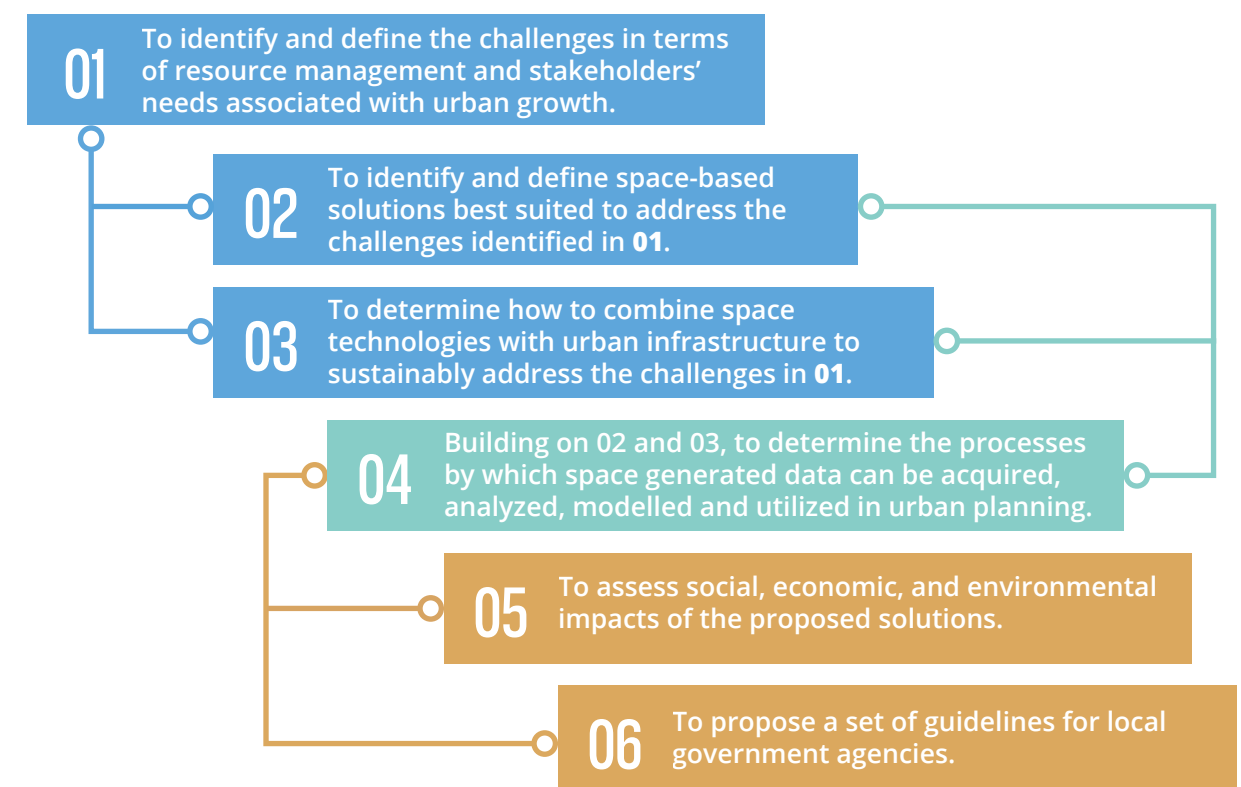 01
To identify and define the challenges in terms
of resource management and stakeholders’
needs associated with urban growth.
02
To identify and define space-based
solutions best suited to address the
challenges identified in 01.
03
To determine how to combine space
technologies with urban infrastructure to
sustainably address the challenges in 01.
04
Building on 02 and 03, to determine the processes
by which space generated data can be acquired,
analyzed, modelled and utilized in urban planning.
05
To assess social, economic, and environmental
impacts of the proposed solutions.
06
To propose a set of guidelines for local
government agencies.